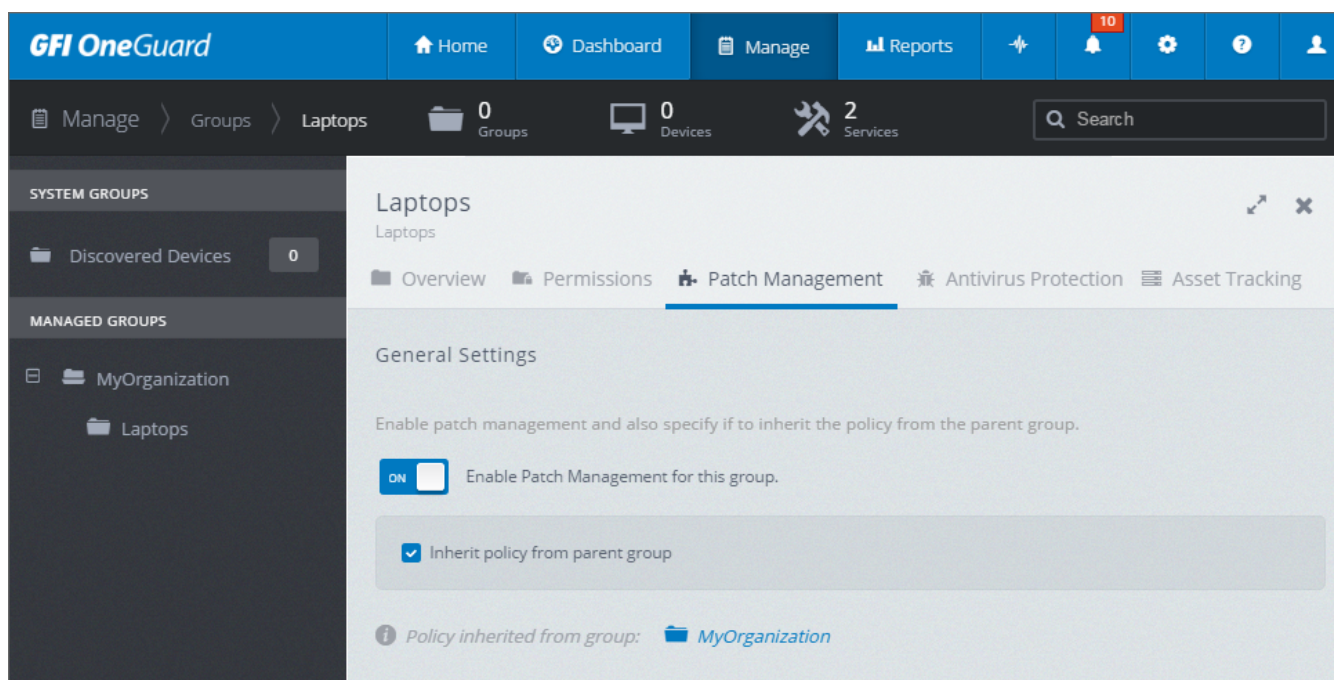 GFI OneGuard Home Dashboard Manage Reports 10
Manage Groups Laptops 0 Groups 0 Devices 2 Services Search
SYSTEM GROUPS
Discovered Devices 0
MANAGED GROUPS
MyOrganization
Laptops
Laptops
Laptops
Overview Permissions Patch Management Antivirus Protection Asset Tracking
General Settings
Enable patch management and also specify if to inherit the policy from the parent group.
ON Enable Patch Management for this group.
Inherit policy from parent group
Policy inherited from group: MyOrganization